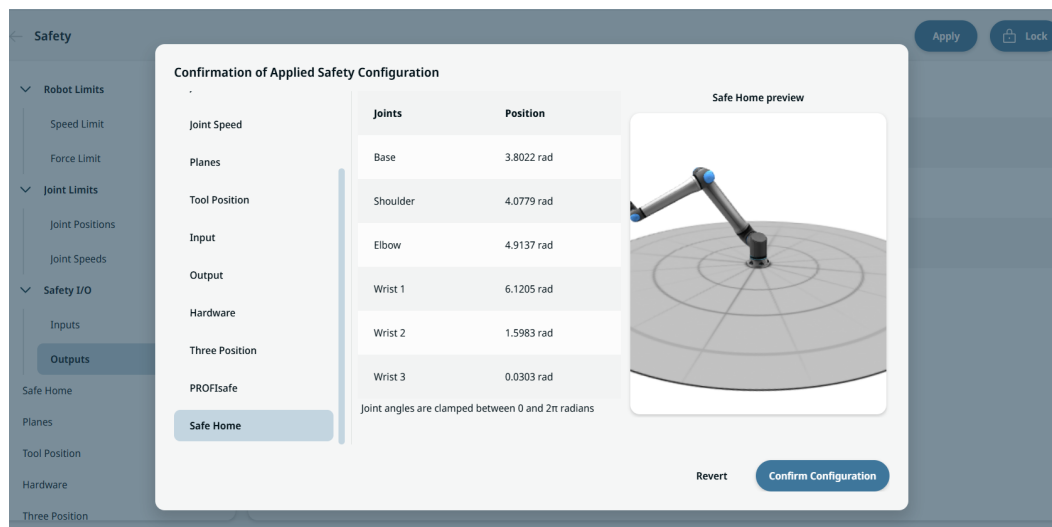 Safety
Apply
Lock
Robot Limits
Speed Limit
Force Limit
Joint Limits
Joint Positions
Joint Speeds
Safety I/O
Inputs
Outputs
Safe Home
Planes
Tool Position
Hardware
Three Position
Confirmation of Applied Safety Configuration
Joint Speed
Planes
Tool Position
Input
Output
Hardware
Three Position
PROFIsafe
Safe Home
Joints Position
Base 3.8022 rad
Shoulder 4.0779 rad
Elbow 4.9137 rad
Wrist 1 6.1205 rad
Wrist 2 1.5983 rad
Wrist 3 0.0303 rad
Joint angles are clamped between 0 and 2π radians
Safe Home preview
Revert
Confirm Configuration